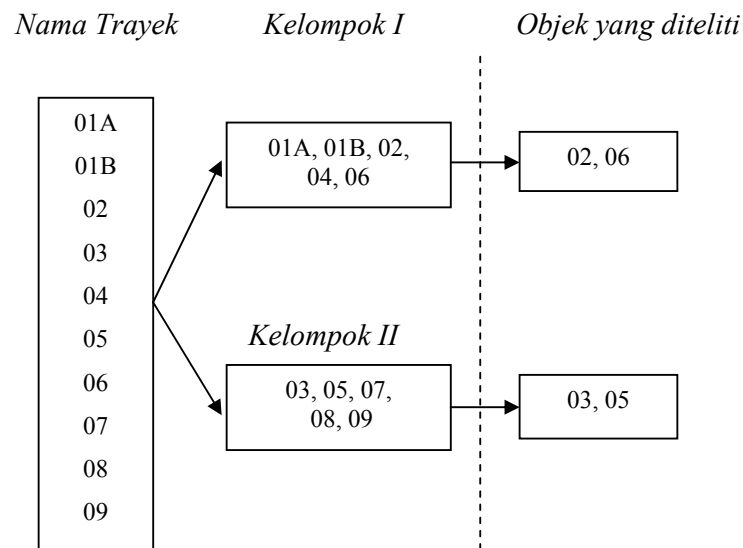 Nama Trayek
Kelompok I
Objek yang diteliti
01A
01B
02
03
04
05
06
07
08
09
01A, 01B, 02,
04, 06
02, 06
Kelompok II
03, 05, 07,
08, 09
03, 05